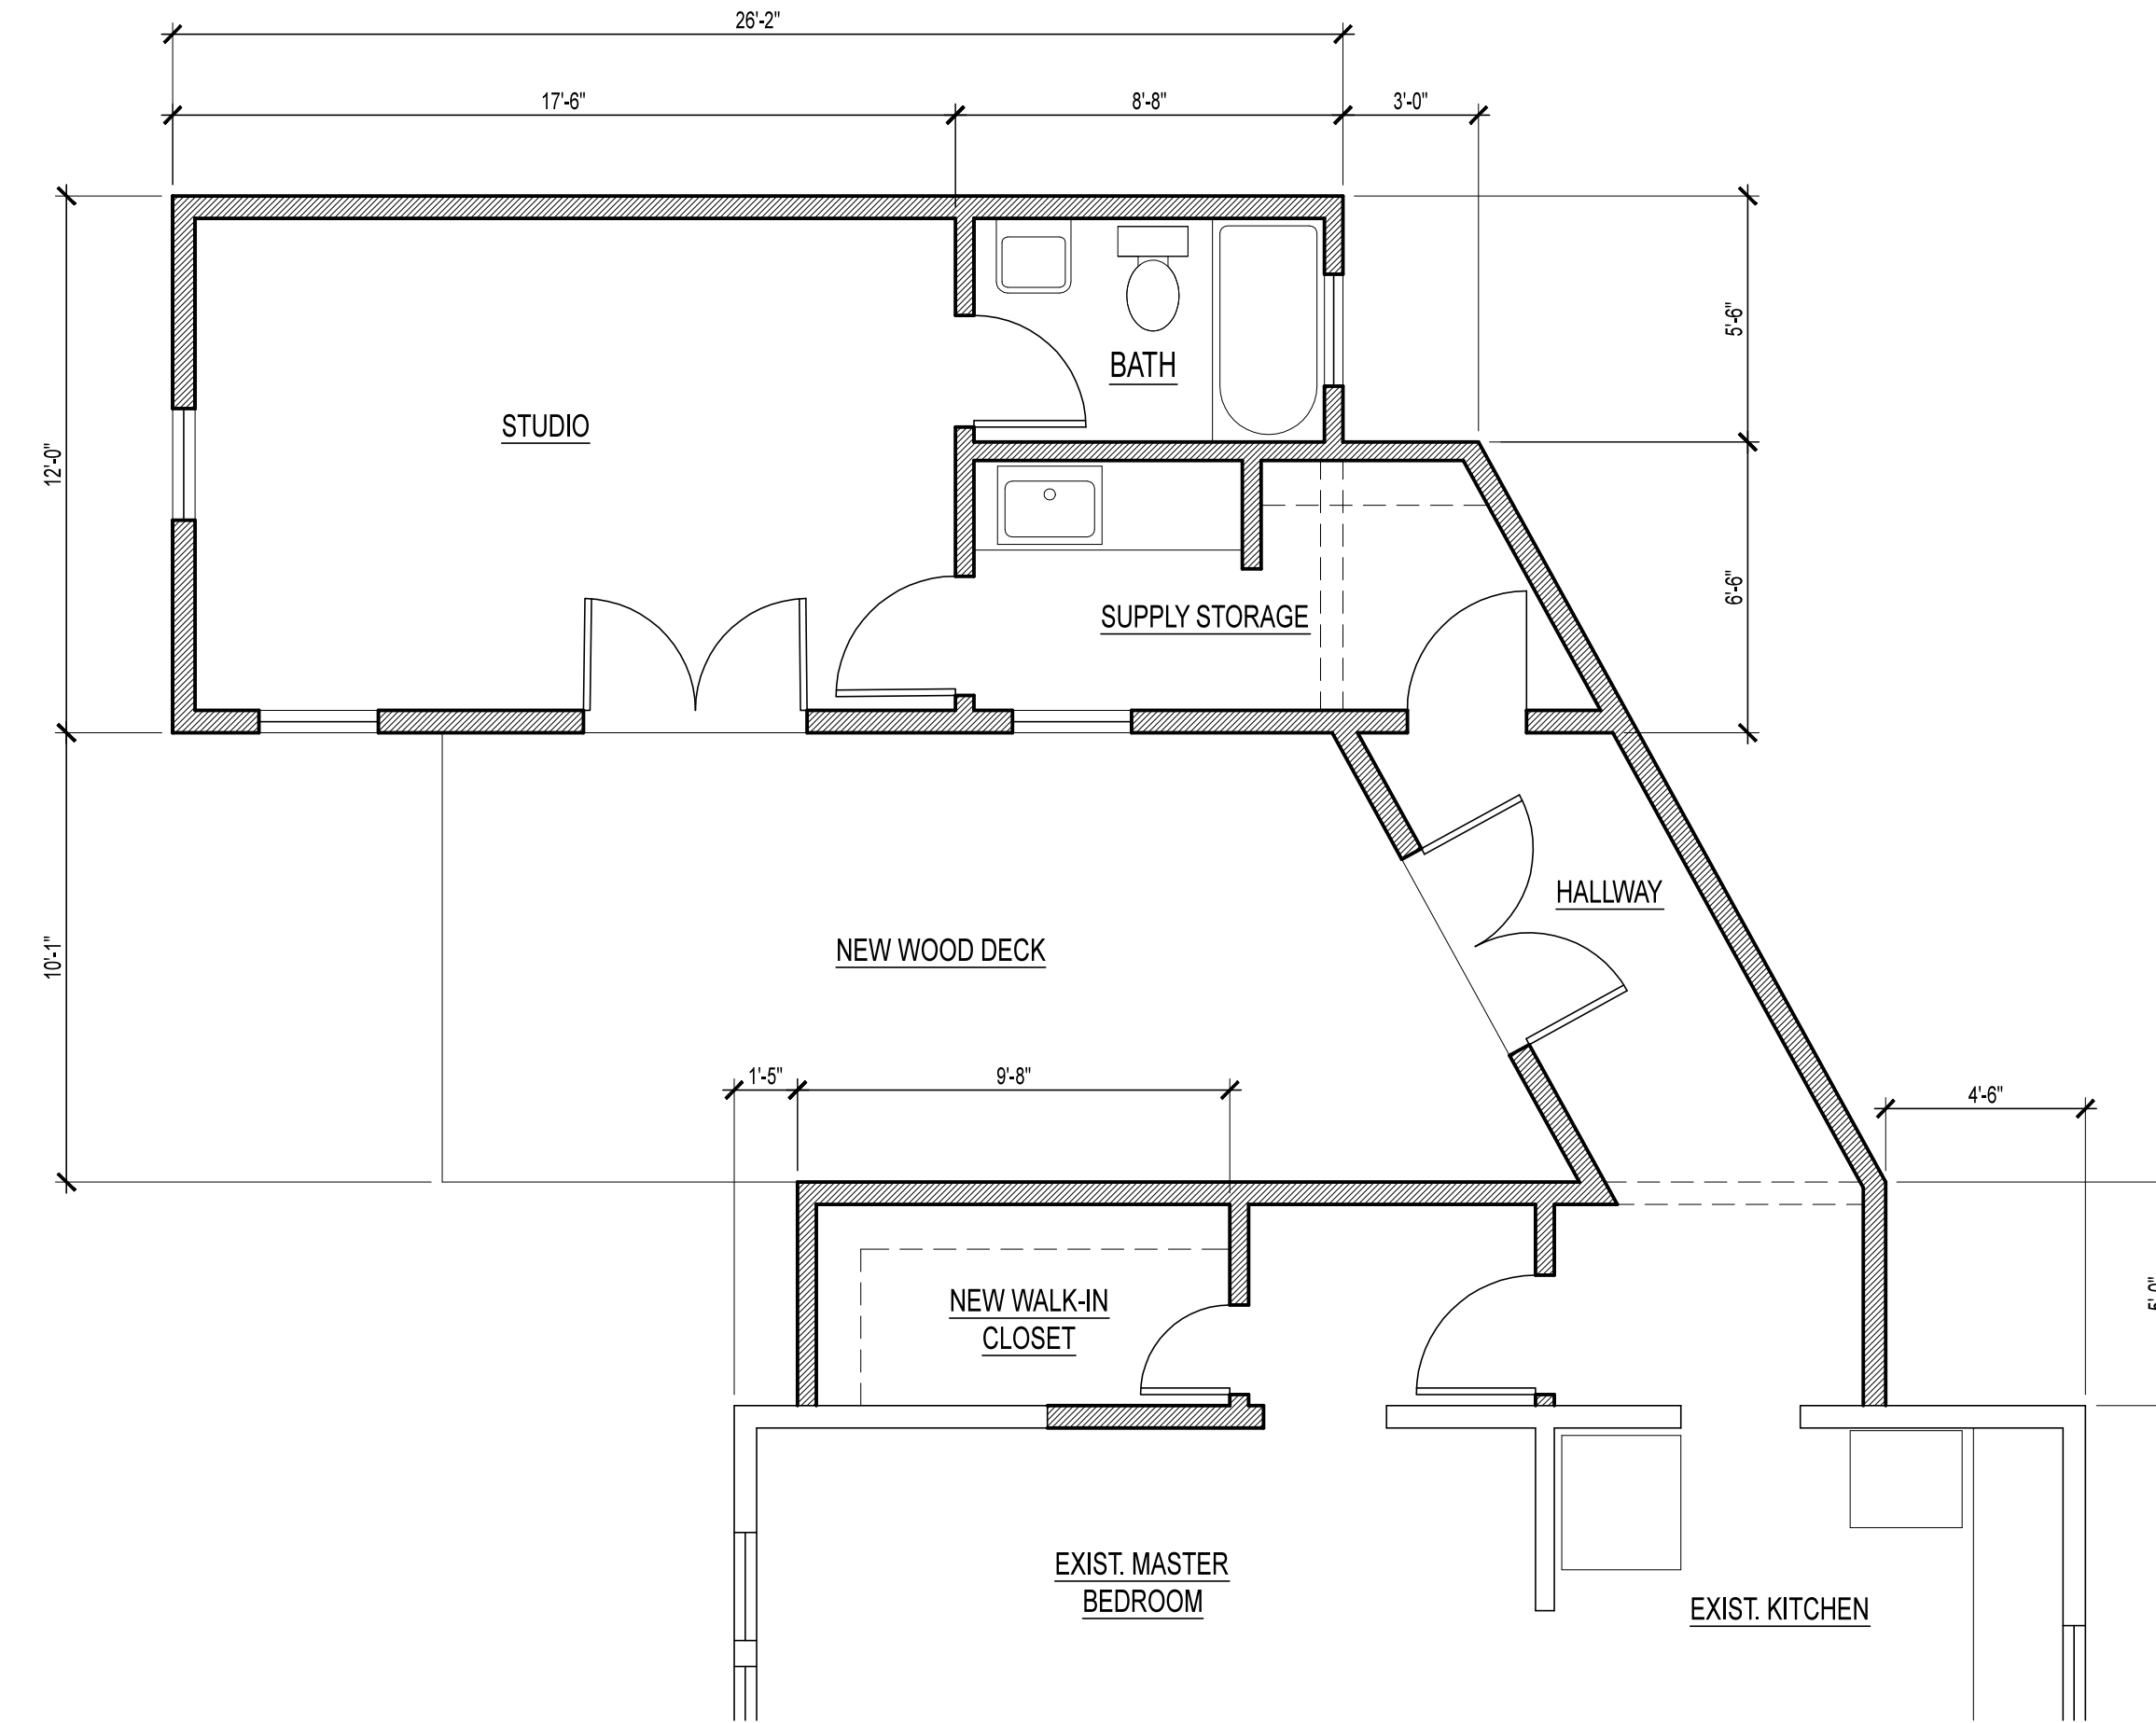 26'-2"
17'-6"
8'-8"
3'-0"
5'-6"
BATH
STUDIO
12'-0"
6'-6"
SUPPLY STORAGE
HALLWAY
NEW WOOD DECK
10'-1"
1'-5"
9'-8"
4'-6"
5'-0"
NEW WALK-IN
CLOSET
EXIST. MASTER
BEDROOM
EXIST. KITCHEN